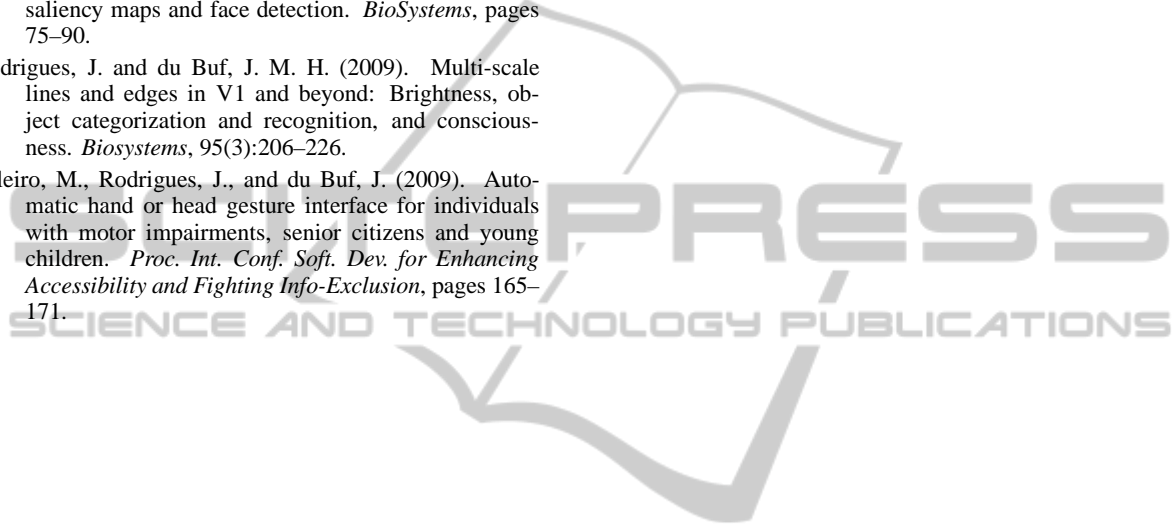 saliency maps and face detection. BioSystems, pages
75–90.
drigues, J. and du Buf, J. M. H. (2009). Multi-scale
lines and edges in V1 and beyond: Brightness, ob-
ject categorization and recognition, and conscious-
ness. Biosystems, 95(3):206–226.
leiro, M., Rodrigues, J., and du Buf, J. (2009). Auto-
matic hand or head gesture interface for individuals
with motor impairments, senior citizens and young
children. Proc. Int. Conf. Soft. Dev. for Enhancing
Accessibility and Fighting Info-Exclusion, pages 165–
171.
SCITEPRESS
SCIENCE AND TECHNOLOGY PUBLICATIONS